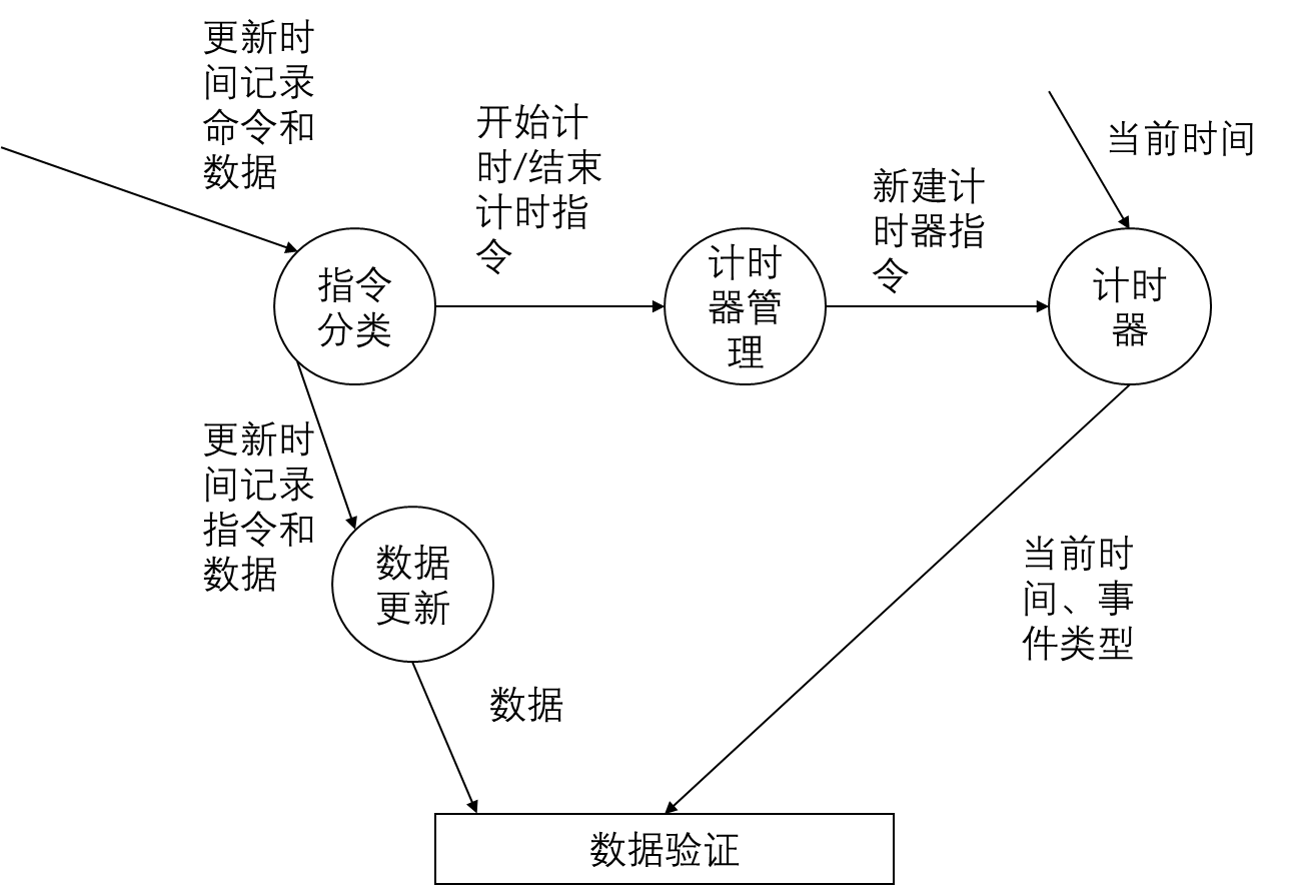 更新时
间记录
命令和
数据
开始计
时/结束
计时指
令
新建计
时器指
令
当前时间
指令
分类
计时
器管
理
计时
器
更新时
间记录
指令和
数据
数据
更新
当前时
间、事
件类型
数据
数据验证